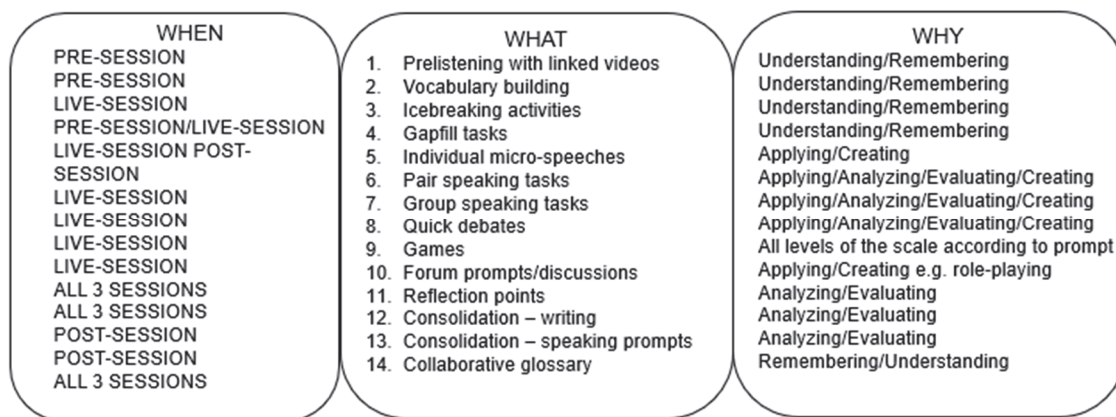 WHEN
PRE-SESSION
PRE-SESSION
LIVE-SESSION
PRE-SESSION/LIVE-SESSION
LIVE-SESSION POST-
SESSION
LIVE-SESSION
LIVE-SESSION
LIVE-SESSION
LIVE-SESSION
ALL 3 SESSIONS
ALL 3 SESSIONS
POST-SESSION
POST-SESSION
ALL 3 SESSIONS
WHAT
1. Prelistening with linked videos
2. Vocabulary building
3. Icebreaking activities
4. Gapfill tasks
5. Individual micro-speeches
6. Pair speaking tasks
7. Group speaking tasks
8. Quick debates
9. Games
10. Forum prompts/discussions
11. Reflection points
12. Consolidation – writing
13. Consolidation – speaking prompts
14. Collaborative glossary
WHY
Understanding/Remembering
Understanding/Remembering
Understanding/Remembering
Understanding/Remembering
Applying/Creating
Applying/Analyzing/Evaluating/Creating
Applying/Analyzing/Evaluating/Creating
Applying/Analyzing/Evaluating/Creating
All levels of the scale according to prompt
Applying/Creating e.g. role-playing
Analyzing/Evaluating
Analyzing/Evaluating
Analyzing/Evaluating
Remembering/Understanding